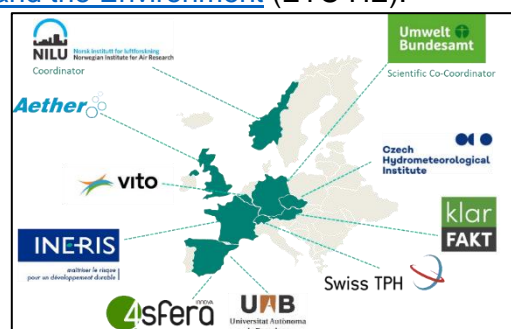 and the Environment (ETC HE).
NILU
Norsk institutt for luftforskning
Norwegian Institute for Air Research
Coordinator
Umwelt
Bundesamt
Scientific Co-Coordinator
Aether
Czech
Hydrometeorological
Institute
vito
klar
FAKT
INERIS
maîtriser le risque
pour un développement durable
Swiss TPH
4sfera
innova
UAB
Universitat Autònoma